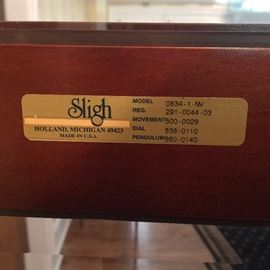 Sligh
HOLLAND, MICHIGAN 49423
MADE IN U.S.A.
MODEL 0834-1-NW
REG. 291-0044-03
MOVEMENT 500-0029
DIAL 538-0110
PENDULUM 560-0140